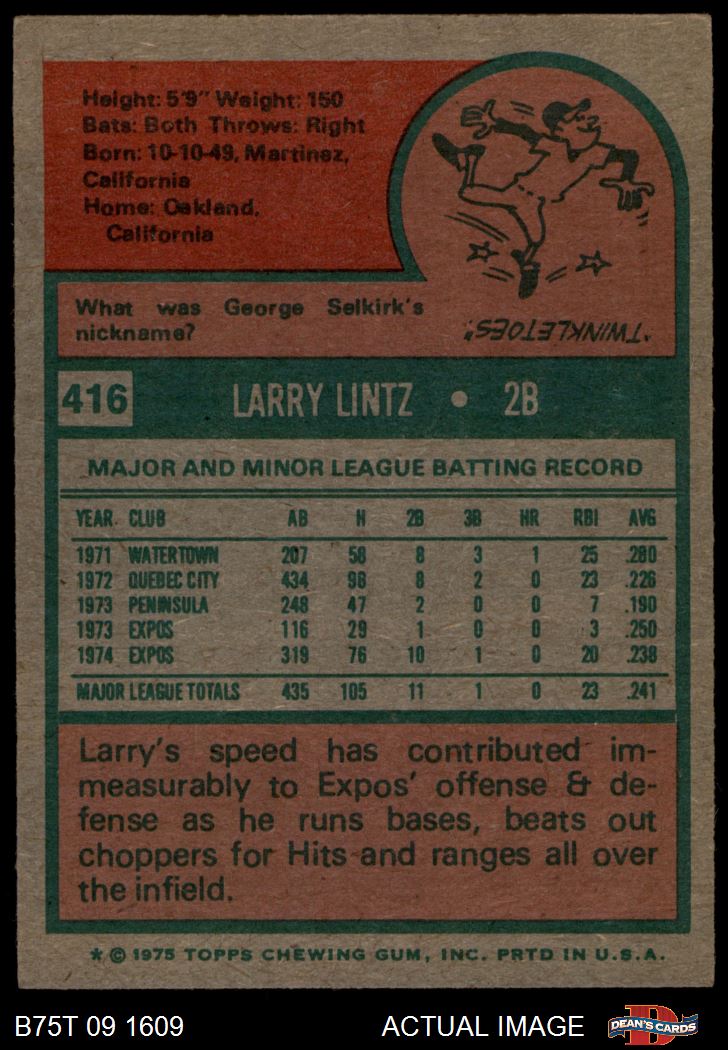 Height: 5'9" Weight: 150
Bats: Both Throws: Right
Born: 10-10-49, Martinez,
California
Home: Oakland,
California
What was George Selkirk's
nickname?
"TWINKLETOES"
416 LARRY LINTZ • 2B
MAJOR AND MINOR LEAGUE BATTING RECORD
YEAR CLUB AB H 2B 3B HR RBI AVG
1971 WATERTOWN 207 58 8 3 1 25 .280
1972 QUEBEC CITY 434 98 8 2 0 23 .226
1973 PENINSULA 248 47 2 0 0 7 .190
1973 EXPOS 116 29 1 0 0 3 .250
1974 EXPOS 319 76 10 1 0 20 .238
MAJOR LEAGUE TOTALS 435 105 11 1 0 23 .241
Larry's speed has contributed im-
measurably to Expos' offense & de-
fense as he runs bases, beats out
choppers for Hits and ranges all over
the infield.
* © 1975 TOPPS CHEWING GUM, INC. PRTD IN U.S.A.
B75T 09 1609 ACTUAL IMAGE DEAN'S CARDS